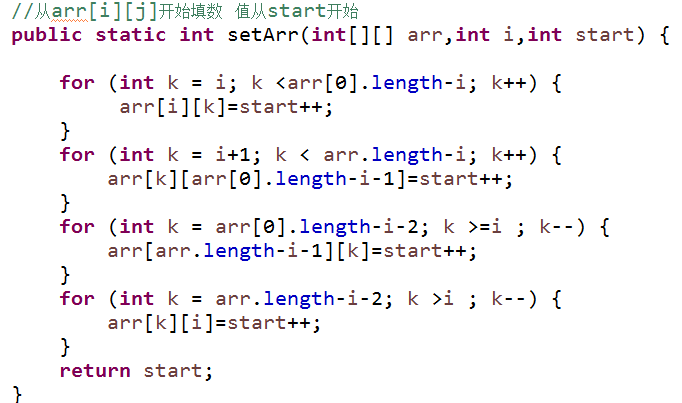 //从arr[i][j]开始填数 值从start开始
public static int setArr(int[][] arr,int i,int start) {
for (int k = i; k <arr[0].length-i; k++) {
arr[i][k]=start++;
}
for (int k = i+1; k < arr.length-i; k++) {
arr[k][arr[0].length-i-1]=start++;
}
for (int k = arr[0].length-i-2; k >=i ; k--) {
arr[arr.length-i-1][k]=start++;
}
for (int k = arr.length-i-2; k >i ; k--) {
arr[k][i]=start++;
}
return start;
}